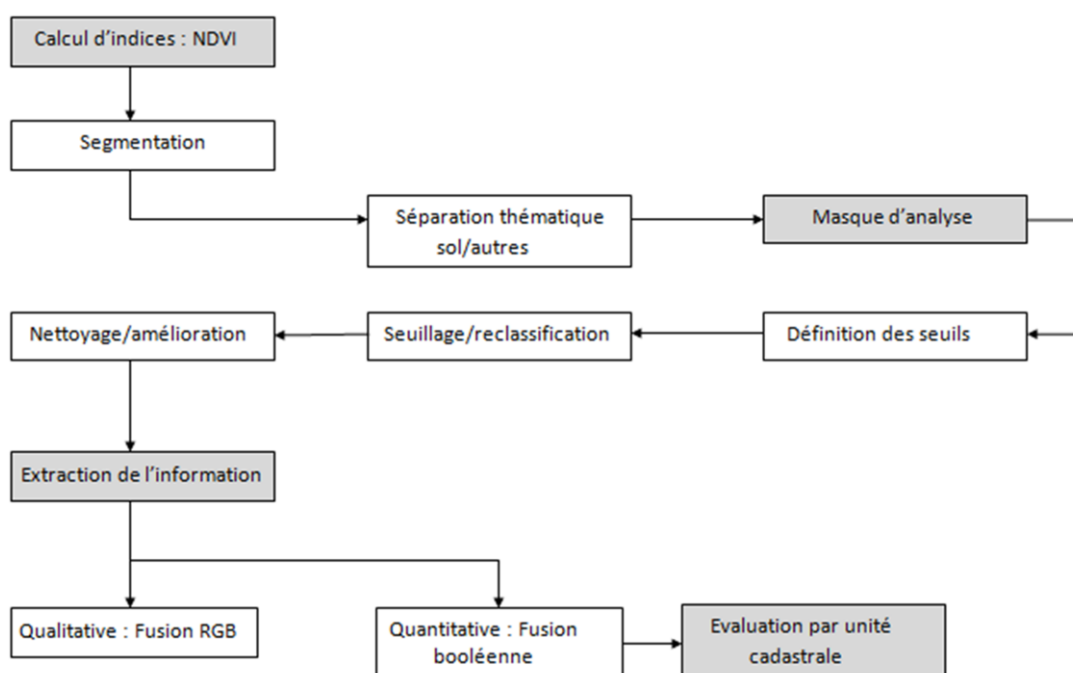 Calcul d’indices : NDVI
Segmentation
Séparation thématique
sol/autres
Masque d’analyse
Nettoyage/amélioration
Seuillage/reclassification
Définition des seuils
Extraction de l’information
Qualitative : Fusion RGB
Quantitative : Fusion
booléenne
Evaluation par unité
cadastrale